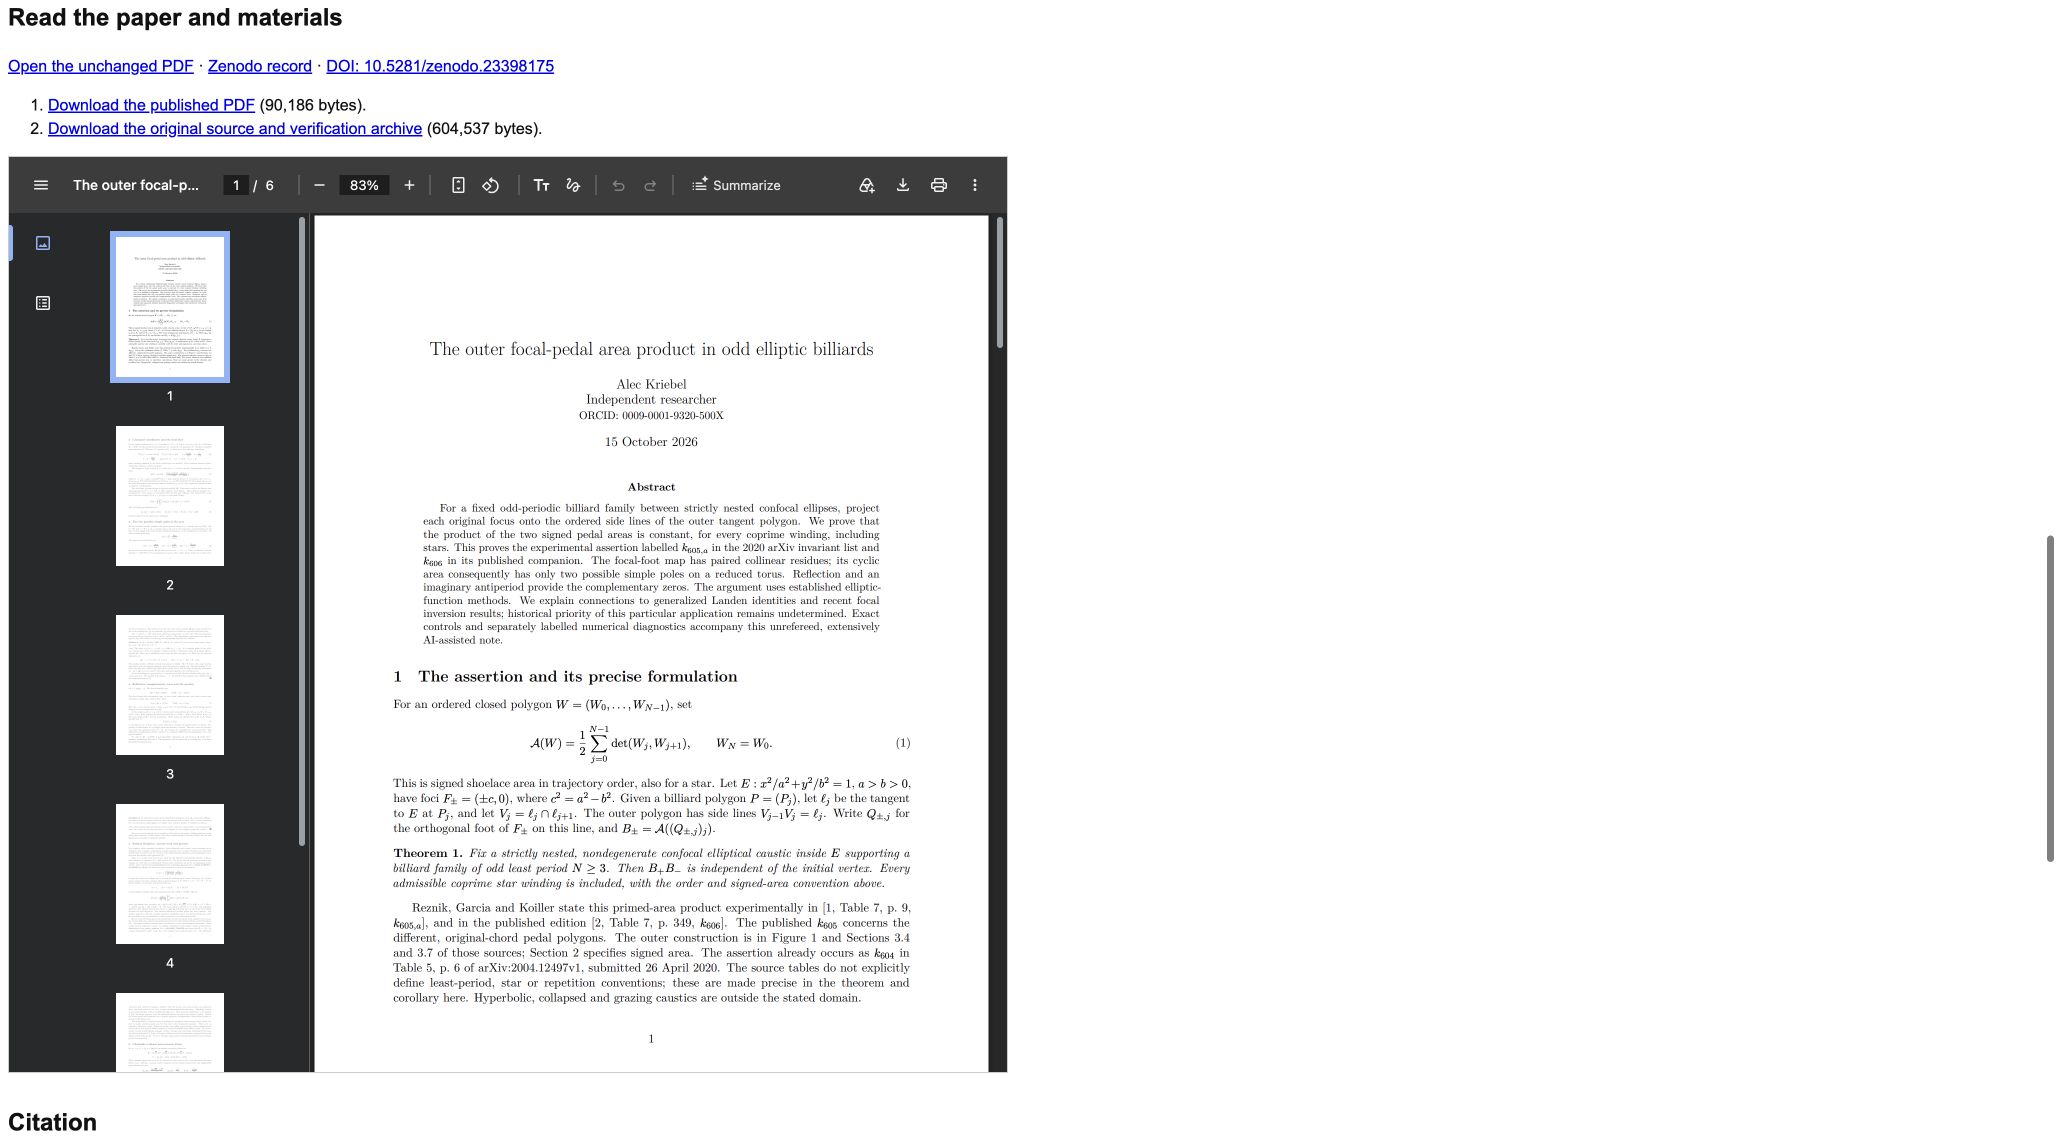 Read the paper and materials
Open the unchanged PDF · Zenodo record · DOI: 10.5281/zenodo.23398175
1. Download the published PDF (90,186 bytes).
2. Download the original source and verification archive (604,537 bytes).
The outer focal-p... 1 / 6 − 83% + Summarize
1
2
3
4
The outer focal-pedal area product in odd elliptic billiards
Alec Kriebel
Independent researcher
ORCID: 0009-0001-9320-500X
15 October 2026
Abstract
For a fixed odd-periodic billiard family between strictly nested confocal ellipses, project
each original focus onto the ordered side lines of the outer tangent polygon. We prove that
the product of the two signed pedal areas is constant, for every coprime winding, including
stars. This proves the experimental assertion labelled k605,a in the 2020 arXiv invariant list and
k606 in its published companion. The focal-foot map has paired collinear residues; its cyclic
area consequently has only two possible simple poles on a reduced torus. Reflection and an
imaginary antiperiod provide the complementary zeros. The argument uses established elliptic-
function methods. We explain connections to generalized Landen identities and recent focal
inversion results; historical priority of this particular application remains undetermined. Exact
controls and separately labelled numerical diagnostics accompany this unrefereed, extensively
AI-assisted note.
1 The assertion and its precise formulation
For an ordered closed polygon W = (W0, . . . , WN−1), set
A(W) = 1/2 ∑_{j=0}^{N−1} det(Wj, Wj+1), WN = W0. (1)
This is signed shoelace area in trajectory order, also for a star. Let E : x²/a²+y²/b² = 1, a > b > 0,
have foci F± = (±c, 0), where c² = a² − b². Given a billiard polygon P = (Pj), let ℓj be the tangent
to E at Pj, and let Vj = ℓj ∩ ℓj+1. The outer polygon has side lines Vj−1Vj = ℓj. Write Q±,j for
the orthogonal foot of F± on this line, and B± = A((Q±,j)j).
Theorem 1. Fix a strictly nested, nondegenerate confocal elliptical caustic inside E supporting a
billiard family of odd least period N ≥ 3. Then B+B− is independent of the initial vertex. Every
admissible coprime star winding is included, with the order and signed-area convention above.
Reznik, Garcia and Koiller state this primed-area product experimentally in [1, Table 7, p. 9,
k605,a], and in the published edition [2, Table 7, p. 349, k606]. The published k605 concerns the
different, original-chord pedal polygons. The outer construction is in Figure 1 and Sections 3.4
and 3.7 of those sources; Section 2 specifies signed area. The assertion already occurs as k604 in
Table 5, p. 6 of arXiv:2004.12497v1, submitted 26 April 2020. The source tables do not explicitly
define least-period, star or repetition conventions; these are made precise in the theorem and
corollary here. Hyperbolic, collapsed and grazing caustics are outside the stated domain.
1
Citation